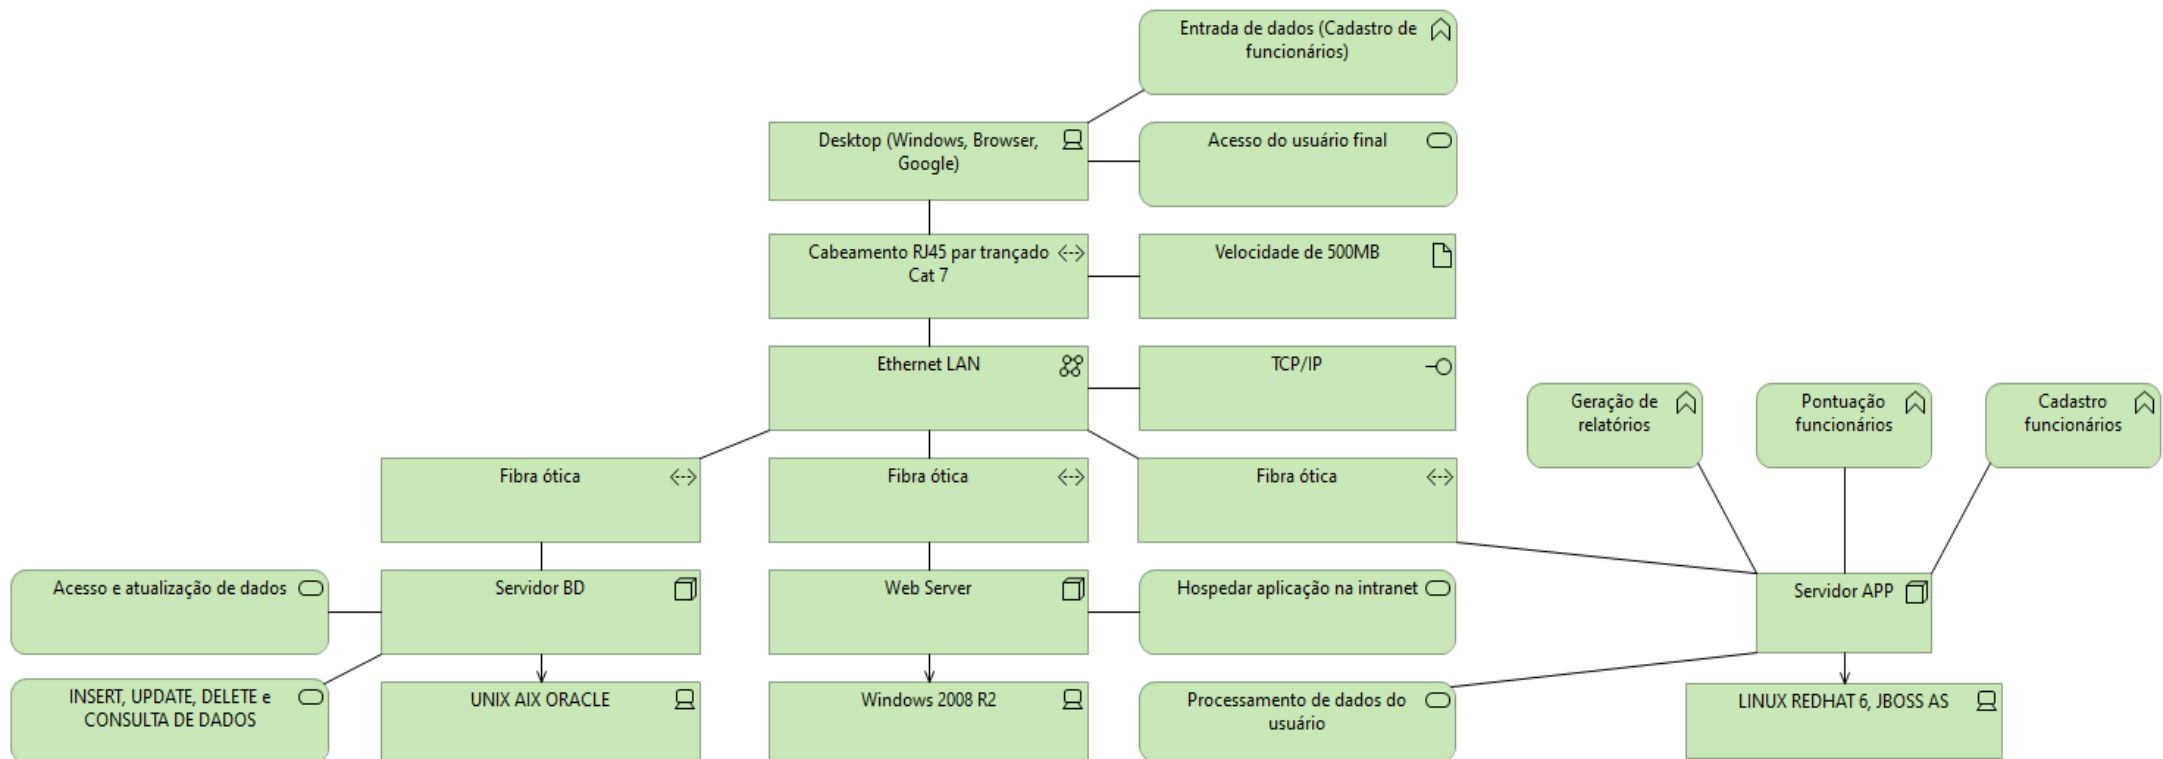 Entrada de dados (Cadastro de
funcionários)
Desktop (Windows, Browser,
Google)
Acesso do usuário final
Cabeamento RJ45 par trançado
Cat 7
Velocidade de 500MB
Ethernet LAN
TCP/IP
Geração de
relatórios
Pontuação
funcionários
Cadastro
funcionários
Fibra ótica
Fibra ótica
Fibra ótica
Acesso e atualização de dados
Servidor BD
Web Server
Hospedar aplicação na intranet
Servidor APP
INSERT, UPDATE, DELETE e
CONSULTA DE DADOS
UNIX AIX ORACLE
Windows 2008 R2
Processamento de dados do
usuário
LINUX REDHAT 6, JBOSS AS